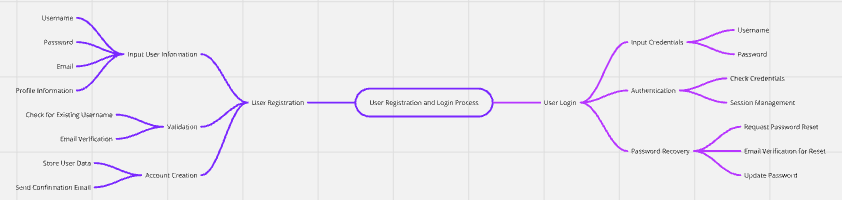 Username
Password
Email
Profile Information
Input User Information
Check for Existing Username
Email Verification
Validation
Store User Data
Send Confirmation Email
Account Creation
User Registration
User Registration and Login Process
User Login
Input Credentials
Username
Password
Authentication
Check Credentials
Session Management
Password Recovery
Request Password Reset
Email Verification for Reset
Update Password